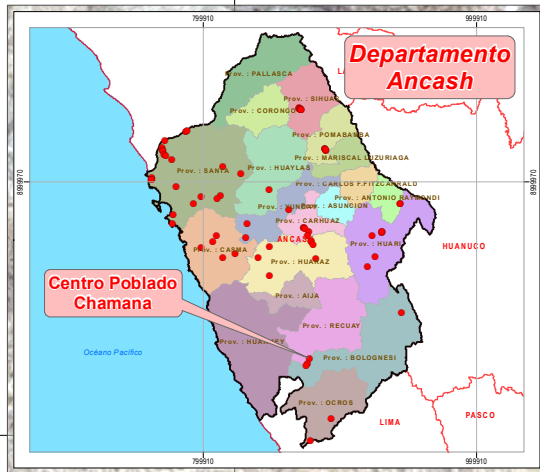 799910
999910
Departamento
Ancash
LA
Prov. : PALLASCA
Prov. : SIHUAS
Prov. : CORONGO
Prov. : POMABAMBA
Prov. : MARISCAL LUZURIAGA
Prov. : SANTA
Prov. : HUAYLAS
Prov. : CARLOS F.FITZCARRALD
Prov. : ANTONIO RAYMONDI
Prov. : ASUNCION
Prov. : YUNGAY
Prov. : CARHUAZ
ANCASH
Prov. : HUARI
HUANUCO
Prov. : CASMA
Prov. : HUARAZ
Centro Poblado
Chamana
Prov. : AIJA
Prov. : RECUAY
Prov. : HUARMEY
Océano Pacífico
Prov. : BOLOGNESI
Prov. : OCROS
LIMA
PASCO
8999970
8999970
799910
999910